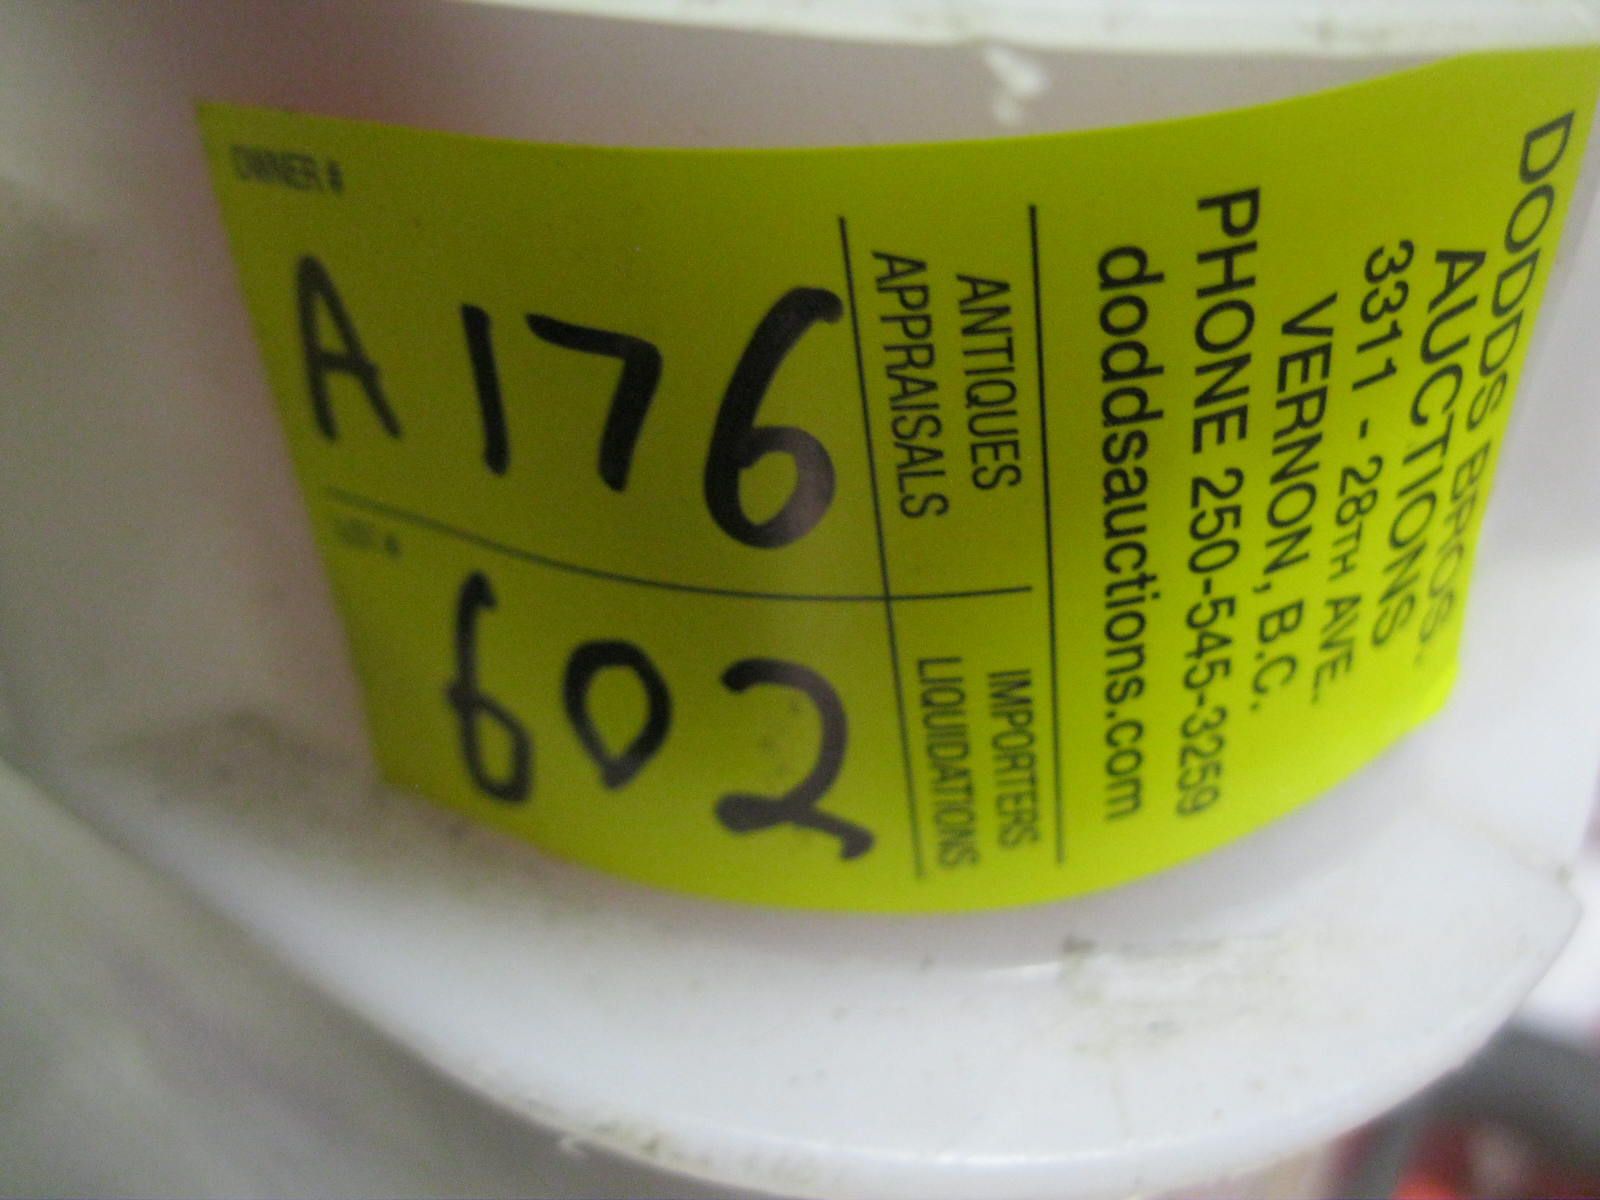 DODDS BROS.
AUCTIONS
3311 - 28TH AVE.
VERNON, B.C.
PHONE 250-545-3259
doddsauctions.com
ANTIQUES
APPRAISALS
IMPORTERS
LIQUIDATIONS
OWNER #
A176
LOT #
602